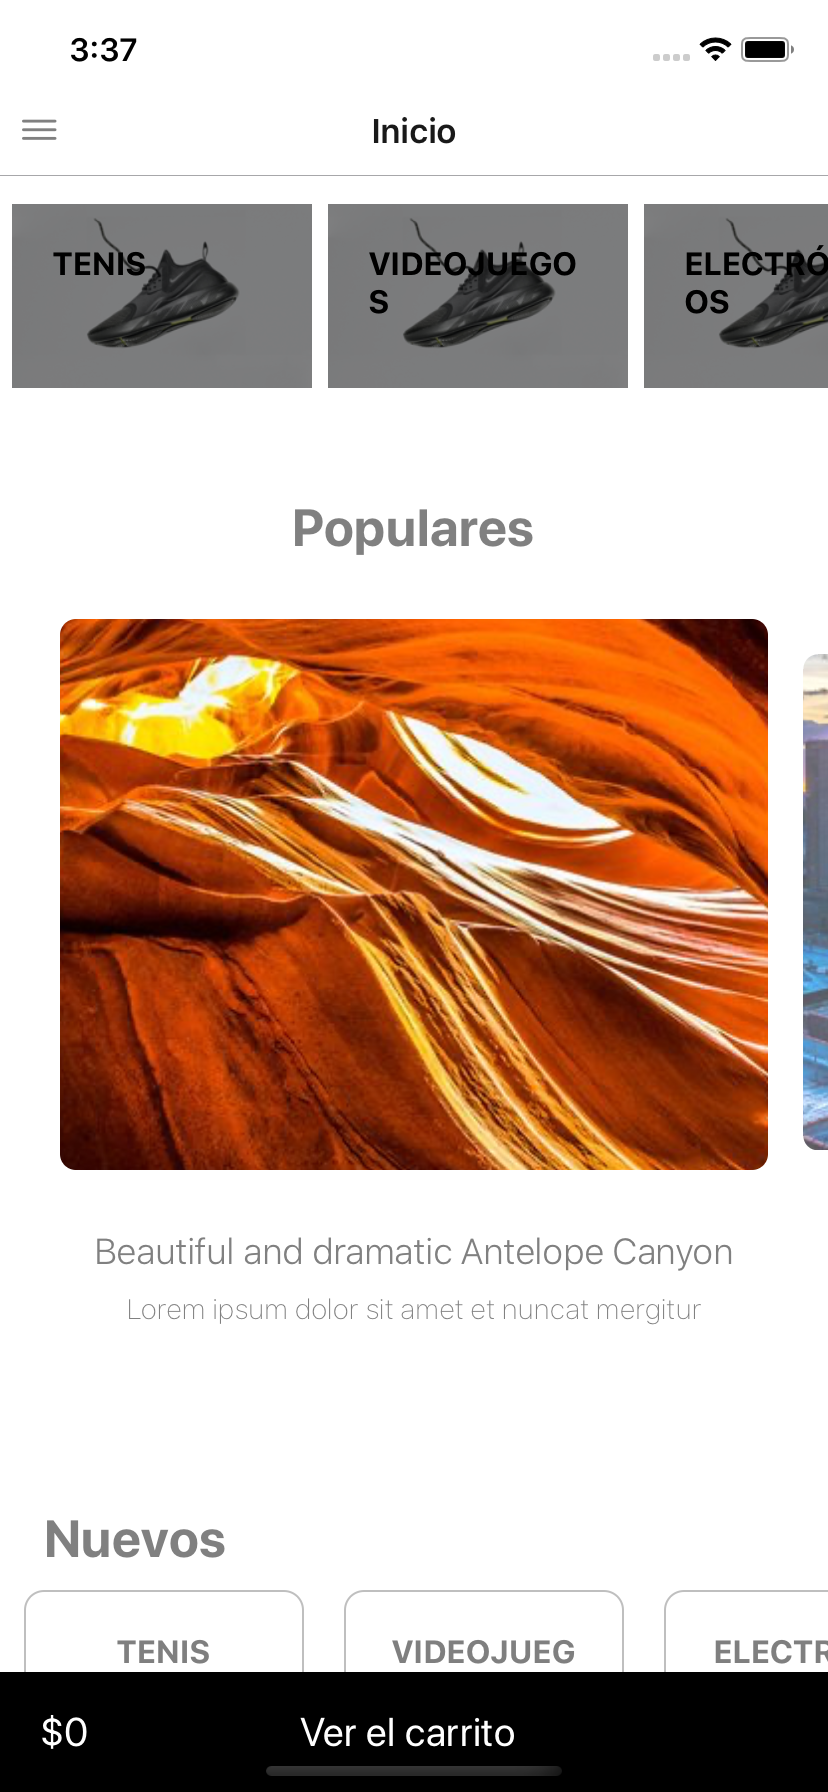 3:37
Inicio
TENIS
VIDEOJUEGO
S
ELECTRÓ
OS
Populares
Beautiful and dramatic Antelope Canyon
Lorem ipsum dolor sit amet et nuncat mergitur
Nuevos
TENIS
VIDEOJUEG
ELECTR
$0
Ver el carrito